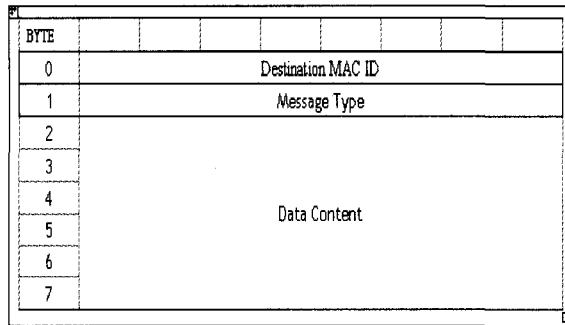 BYTE
0 Destination MAC ID
1 Message Type
2
3
4
Data Content
5
6
7